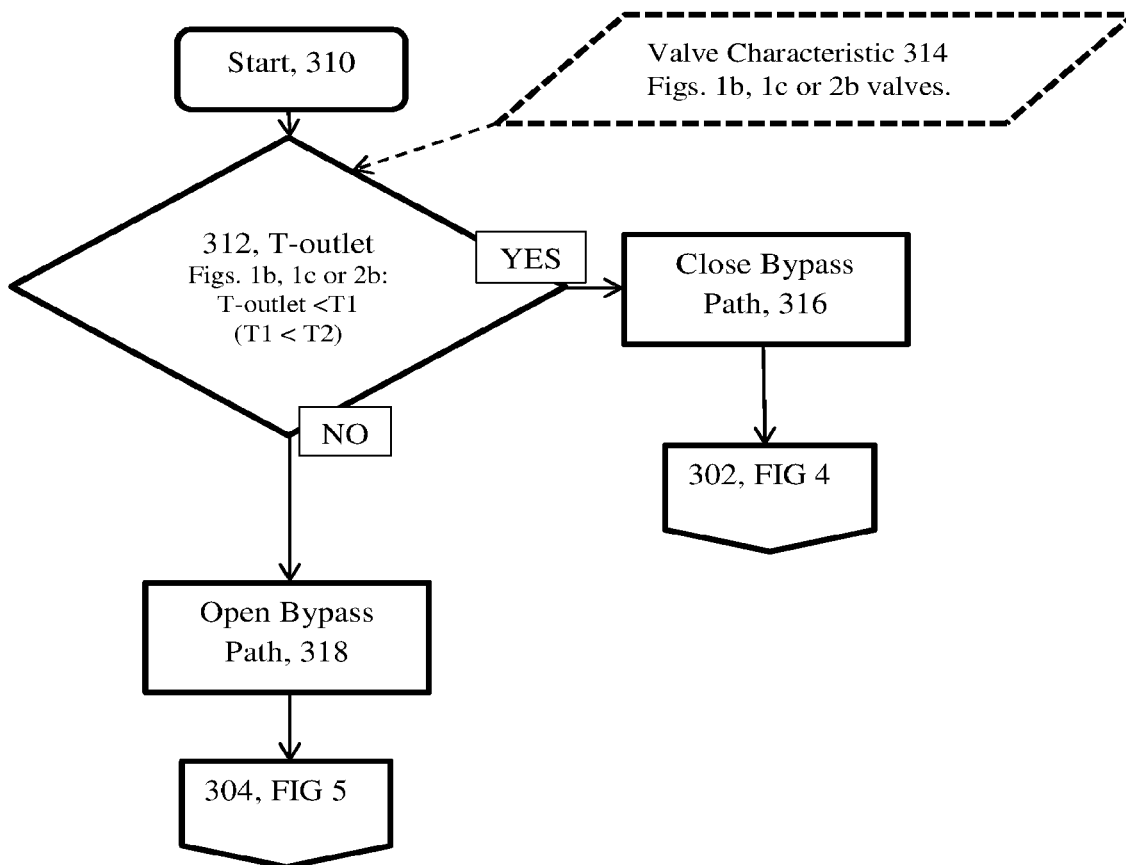 Start, 310
Valve Characteristic 314
Figs. 1b, 1c or 2b valves.
312, T-outlet
Figs. 1b, 1c or 2b:
T-outlet <T1
(T1 < T2)
YES
Close Bypass
Path, 316
NO
302, FIG 4
Open Bypass
Path, 318
304, FIG 5